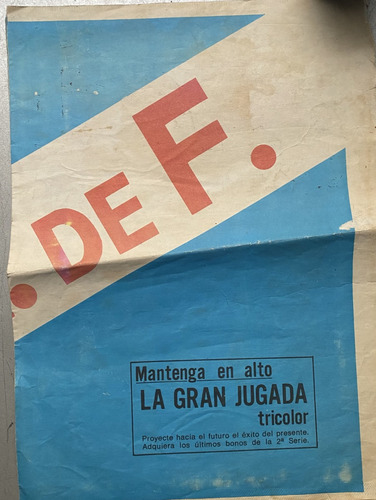 . DE F.
Mantenga en alto
LA GRAN JUGADA
tricolor
Proyecte hacia el futuro el éxito del presente.
Adquiera los últimos bonos de la 2ª Serie.